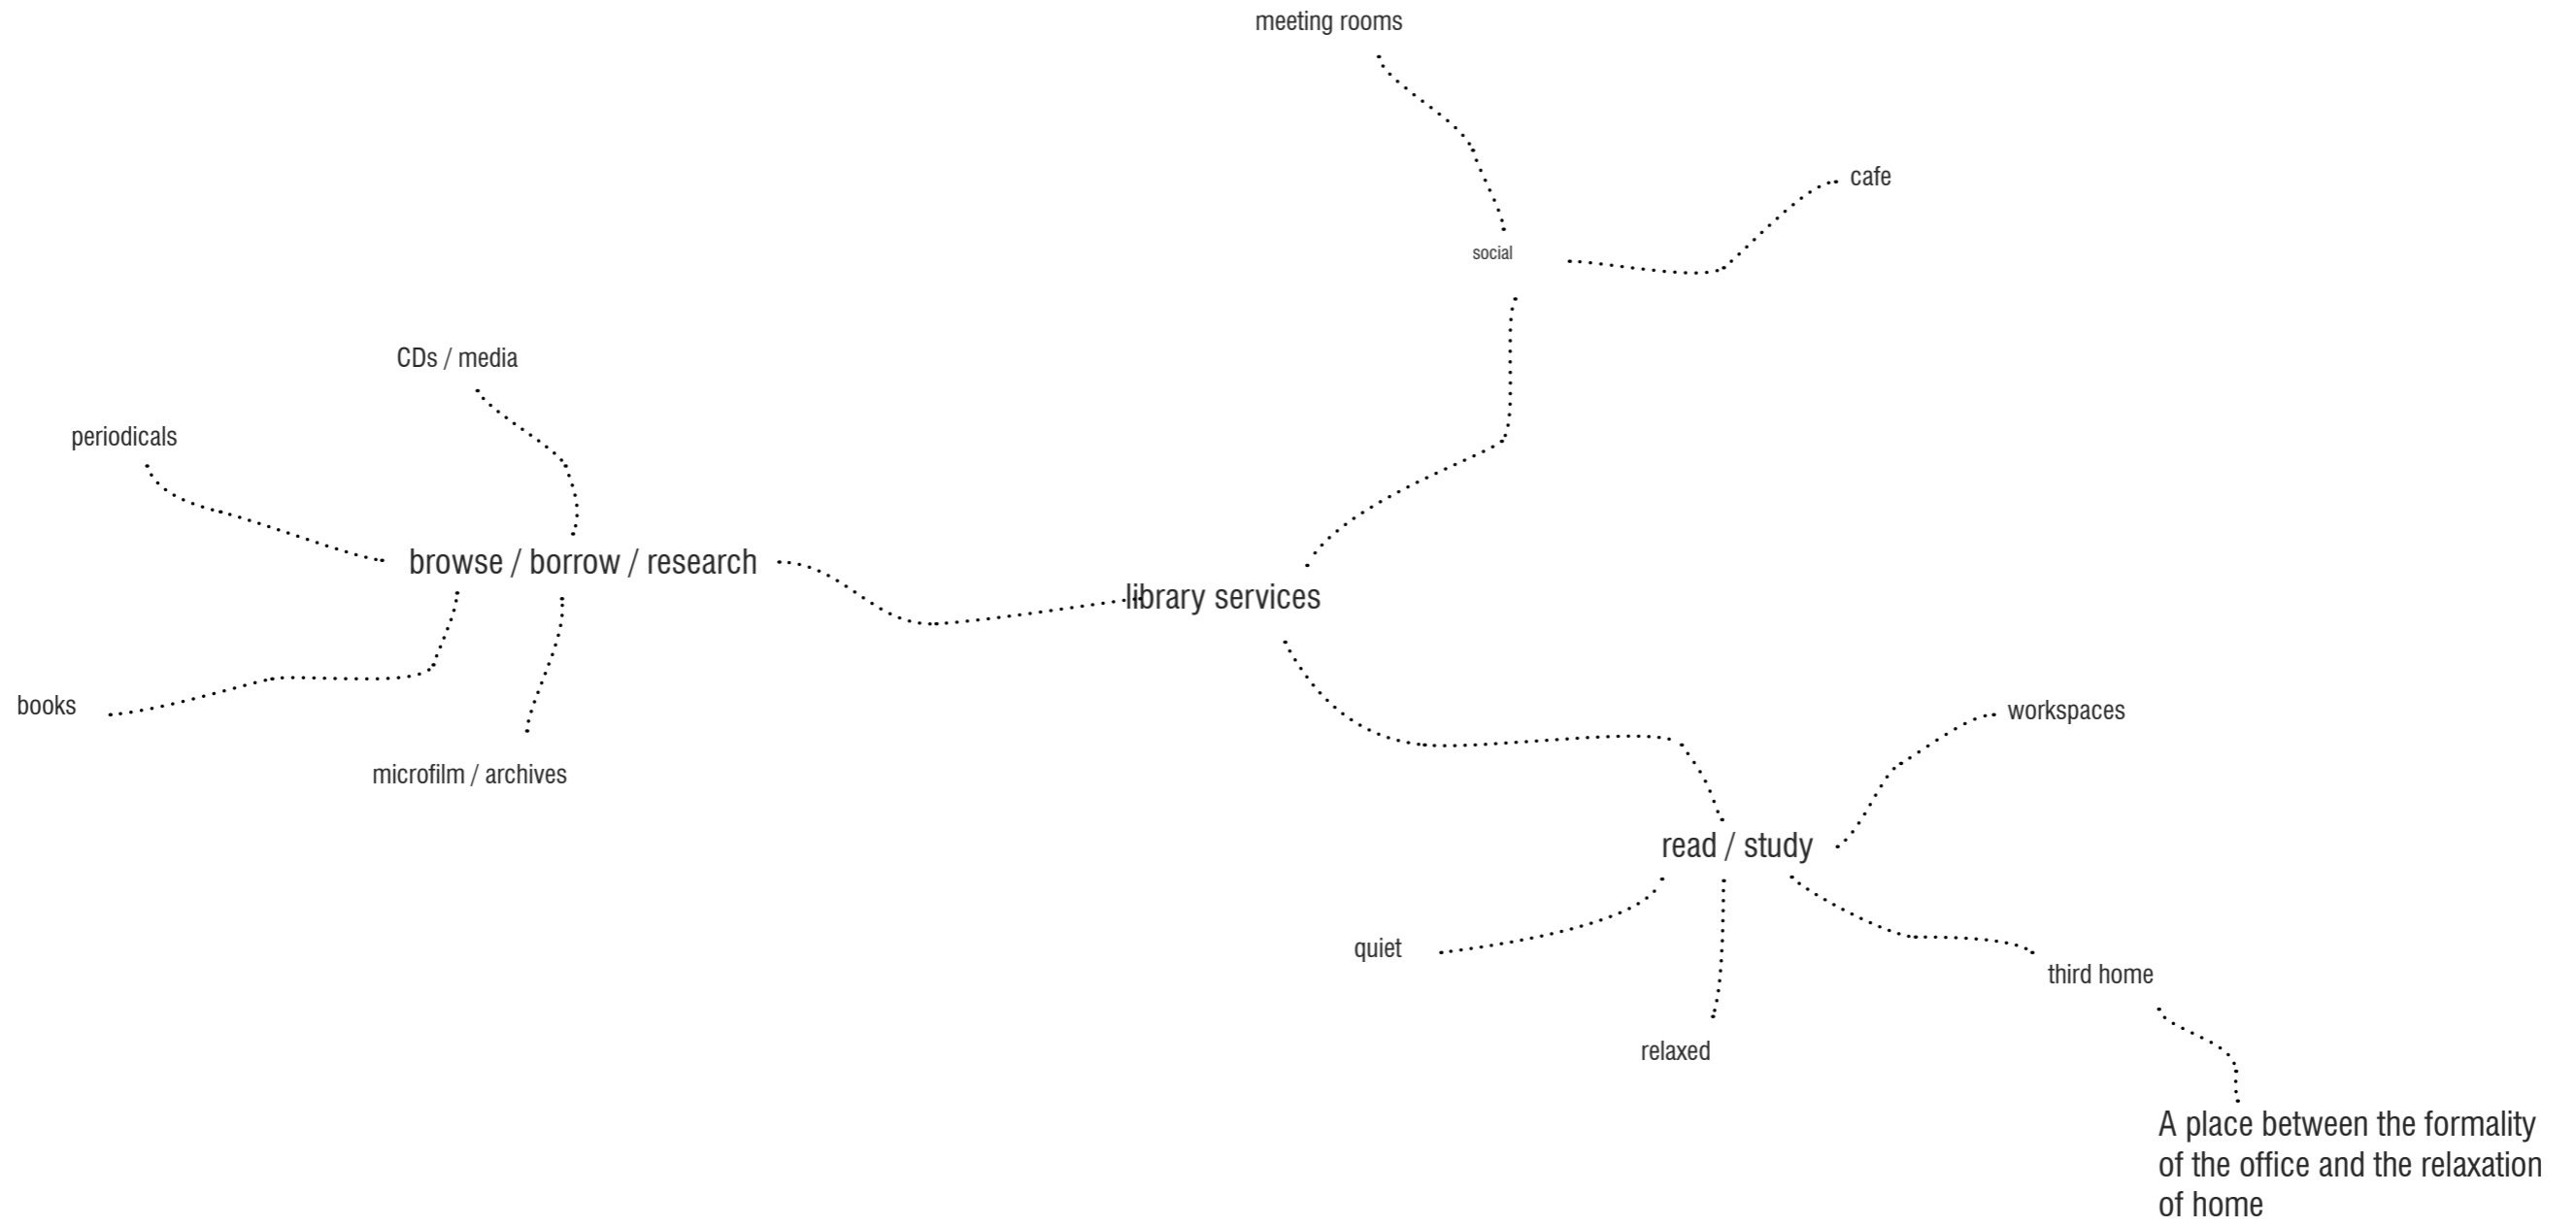 meeting rooms
cafe
social
CDs / media
periodicals
browse / borrow / research
library services
books
workspaces
microfilm / archives
read / study
quiet
third home
relaxed
A place between the formality
of the office and the relaxation
of home